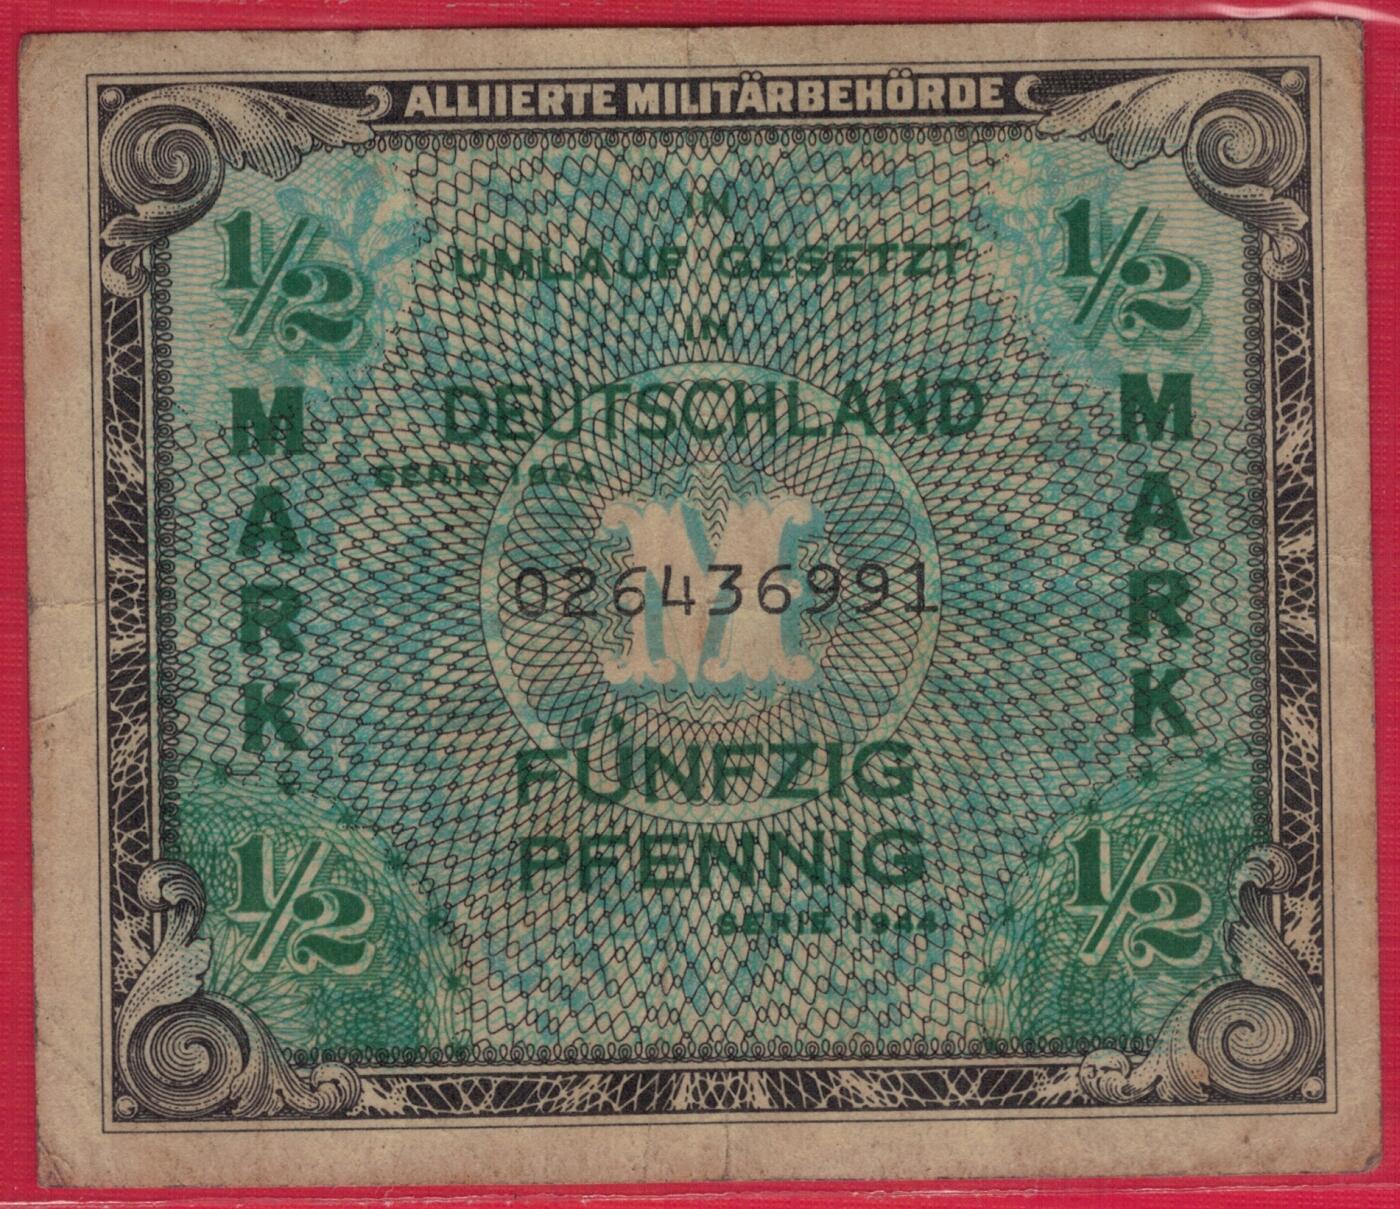 ALLIIERTE MILITÄRBEHÖRDE
IN
UMLAUF GESETZT
IN
DEUTSCHLAND
SERIE 1944
1/2
MARK
1/2
1/2
MARK
1/2
M
026436991
FÜNFZIG
PFENNIG
SERIE 1944